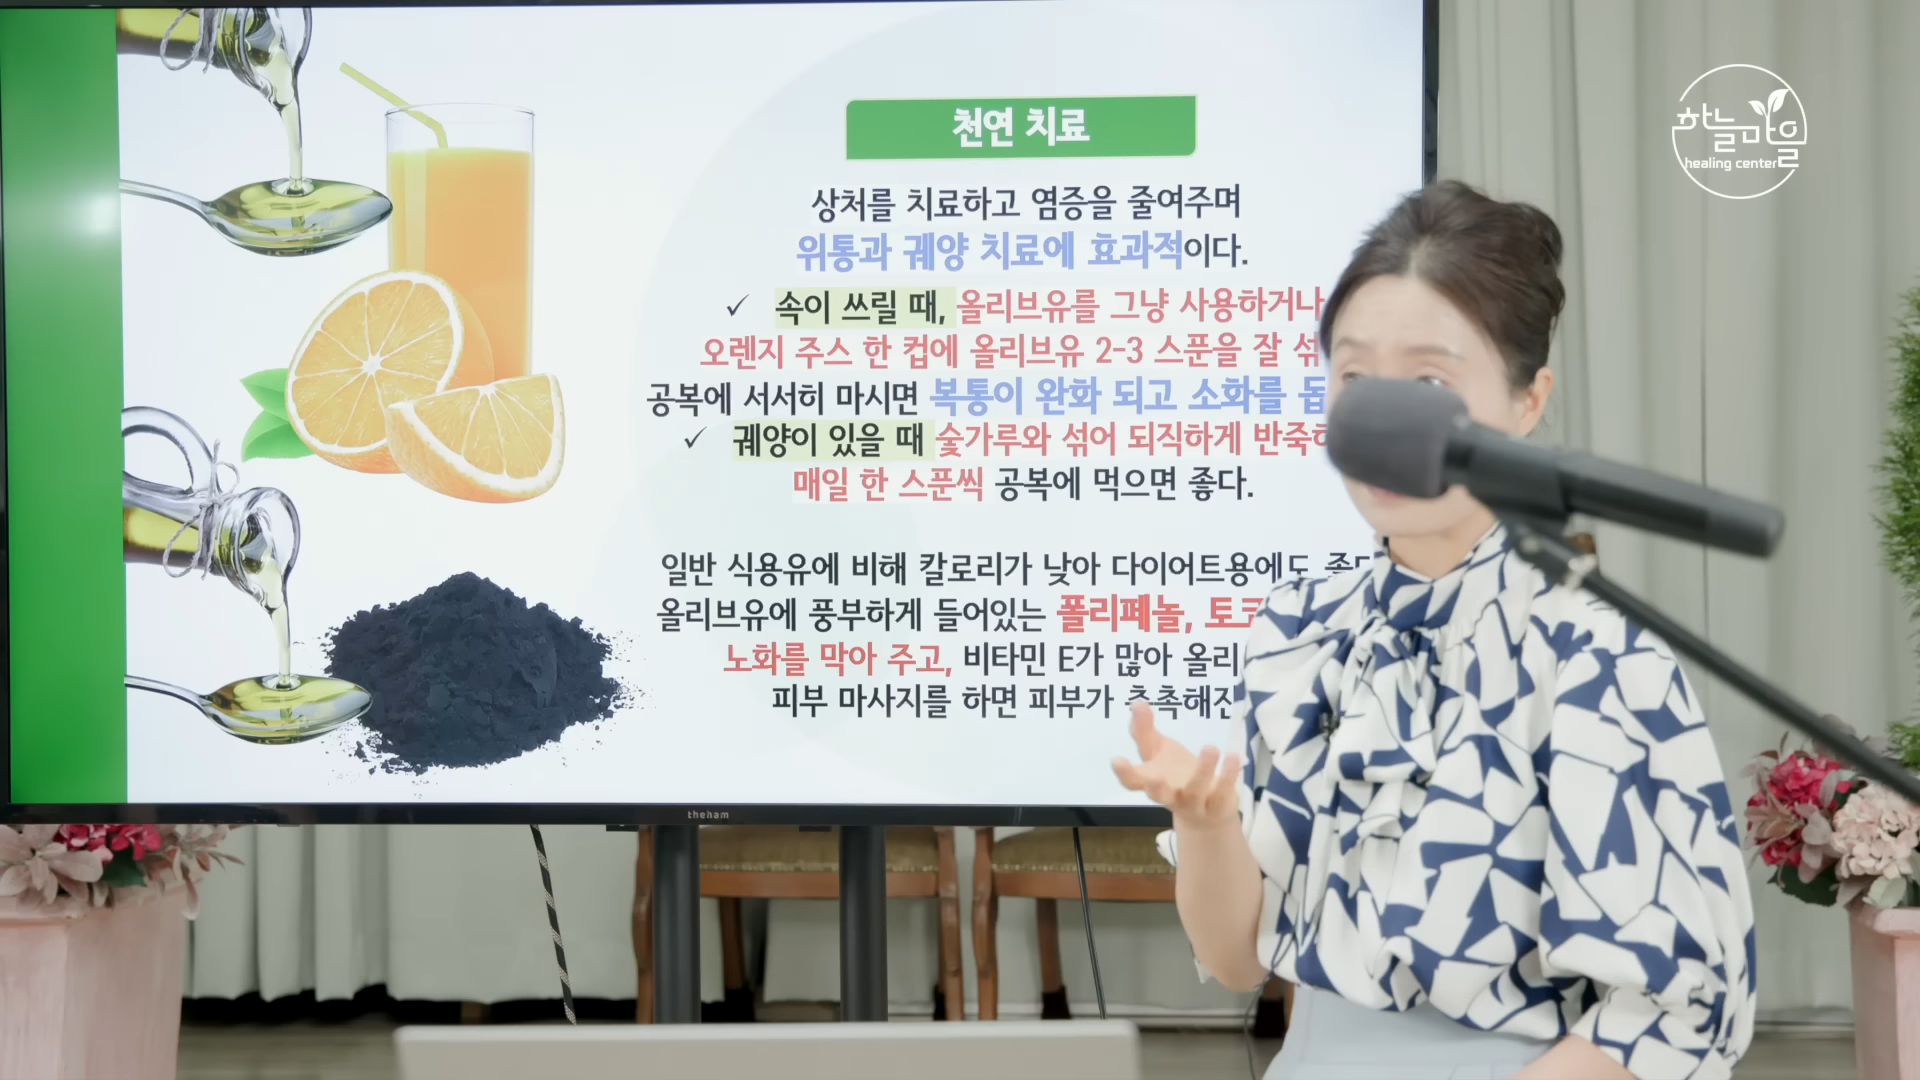 천연 치료
상처를 치료하고 염증을 줄여주며
위통과 궤양 치료에 효과적이다.
✓ 속이 쓰릴 때, 올리브유를 그냥 사용하거나
오렌지 주스 한 컵에 올리브유 2-3 스푼을 잘
공복에 서서히 마시면 복통이 완화 되고 소화를
✓ 궤양이 있을 때 숯가루와 섞어 되직하게
매일 한 스푼씩 공복에 먹으면 좋다.
일반 식용유에 비해 칼로리가 낮아 다이어트용에도
올리브유에 풍부하게 들어있는 폴리페놀,
노화를 막아 주고, 비타민 E가 많아
피부 마사지를 하면 피부가
하늘마을
healing center
theham